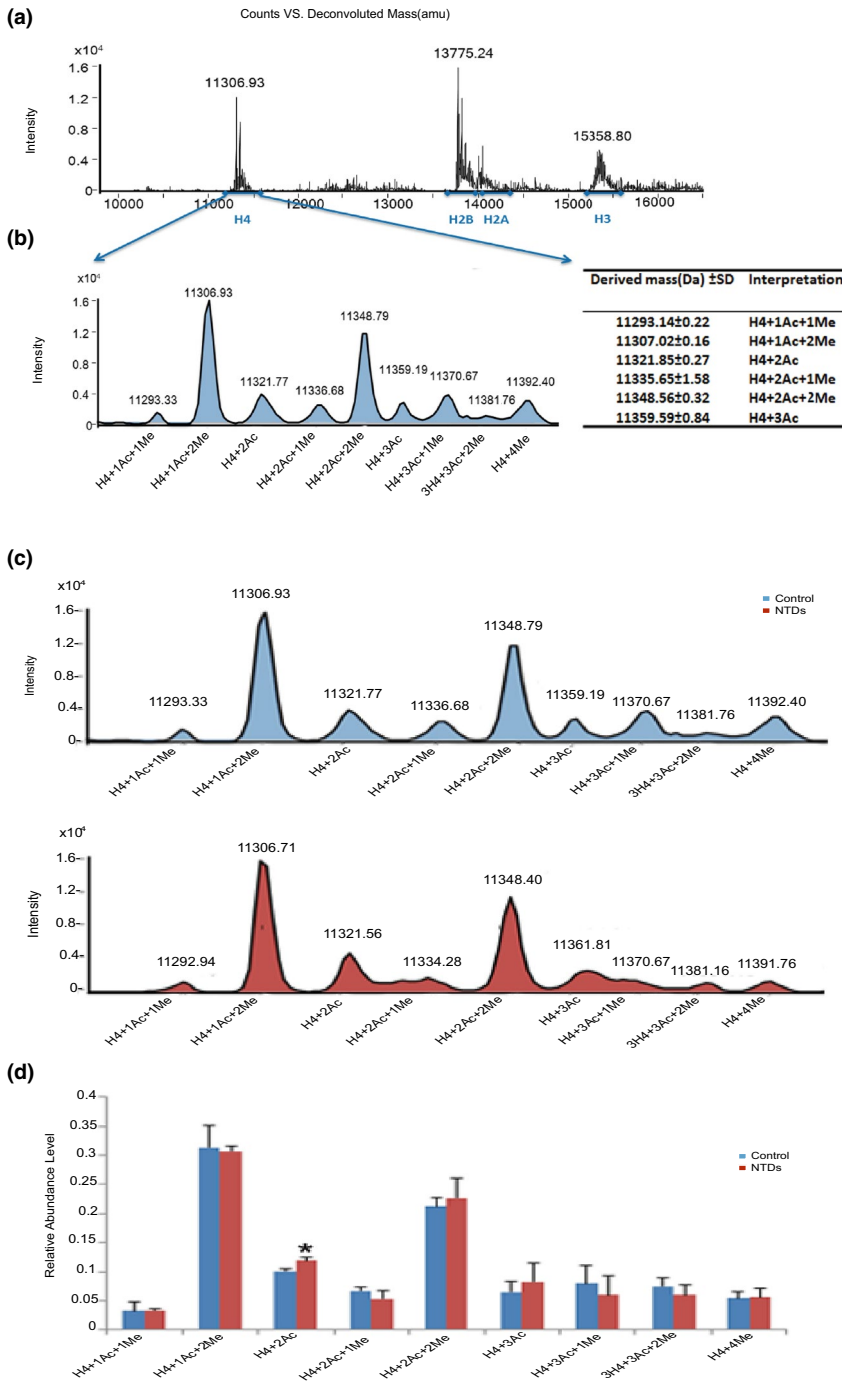 (a)
Counts VS. Deconvoluted Mass(amu)
x10⁴
1.6
1.2
0.8
0.4
0
Intensity
11306.93
13775.24
15358.80
10000
11000
12000
13000
14000
15000
16000
H4
H2B
H2A
H3
(b)
x10⁴
1.6
1.2
0.8
0.4
0
Intensity
11293.33
11306.93
11321.77
11336.68
11348.79
11359.19
11370.67
11381.76
11392.40
H4+1Ac+1Me
H4+1Ac+2Me
H4+2Ac
H4+2Ac+1Me
H4+2Ac+2Me
H4+3Ac
H4+3Ac+1Me
3H4+3Ac+2Me
H4+4Me
Derived mass(Da) ±SD Interpretation
11293.14±0.22 H4+1Ac+1Me
11307.02±0.16 H4+1Ac+2Me
11321.85±0.27 H4+2Ac
11335.65±1.58 H4+2Ac+1Me
11348.56±0.32 H4+2Ac+2Me
11359.59±0.84 H4+3Ac
(c)
x10⁴
1.6-
1.2-
0.8-
0.4-
0-
Intensity
11293.33
11306.93
11321.77
11336.68
11348.79
11359.19
11370.67
11381.76
11392.40
Control
NTDs
H4+1Ac+1Me
H4+1Ac+2Me
H4+2Ac
H4+2Ac+1Me
H4+2Ac+2Me
H4+3Ac
H4+3Ac+1Me
3H4+3Ac+2Me
H4+4Me
x10⁴
1.6-
1.2-
0.8-
0.4-
0-
Intensity
11292.94
11306.71
11321.56
11334.28
11348.40
11361.81
11370.67
11381.16
11391.76
H4+1Ac+1Me
H4+1Ac+2Me
H4+2Ac
H4+2Ac+1Me
H4+2Ac+2Me
H4+3Ac
H4+3Ac+1Me
3H4+3Ac+2Me
H4+4Me
(d)
Relative Abundance Level
0.4
0.35
0.3
0.25
0.2
0.15
0.1
0.05
0
*
Control
NTDs
H4+1Ac+1Me
H4+1Ac+2Me
H4+2Ac
H4+2Ac+1Me
H4+2Ac+2Me
H4+3Ac
H4+3Ac+1Me
3H4+3Ac+2Me
H4+4Me